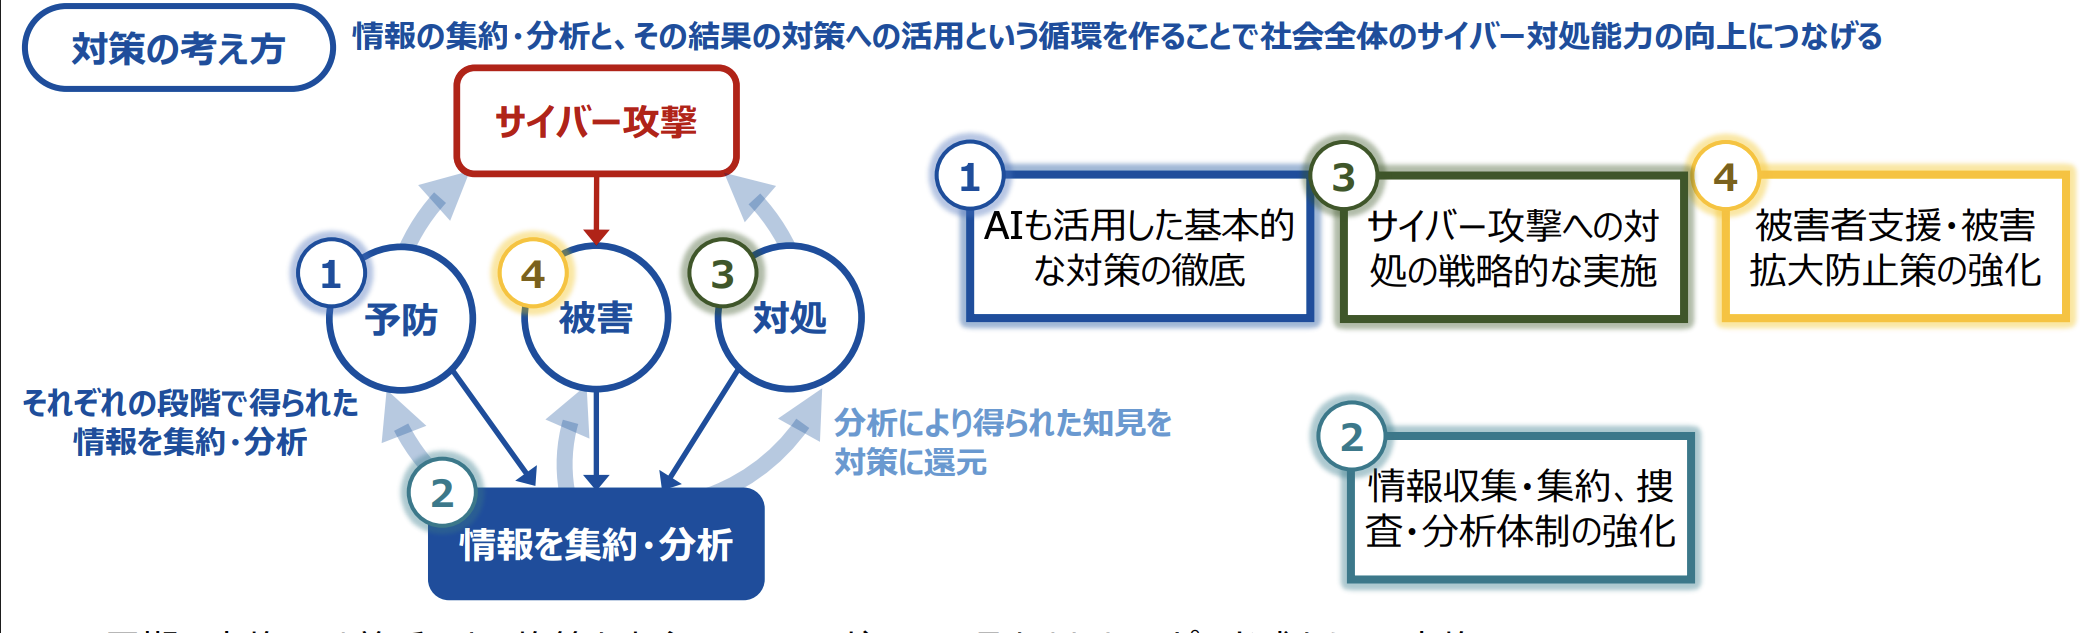 対策の考え方
情報の集約・分析と、その結果の対策への活用という循環を作ることで社会全体のサイバー対処能力の向上につなげる
サイバー攻撃
1
予防
4
被害
3
対処
それぞれの段階で得られた
情報を集約・分析
分析により得られた知見を
対策に還元
2
情報を集約・分析
1
AIも活用した基本的
な対策の徹底
3
サイバー攻撃への対
処の戦略的な実施
4
被害者支援・被害
拡大防止策の強化
2
情報収集・集約、捜
査・分析体制の強化